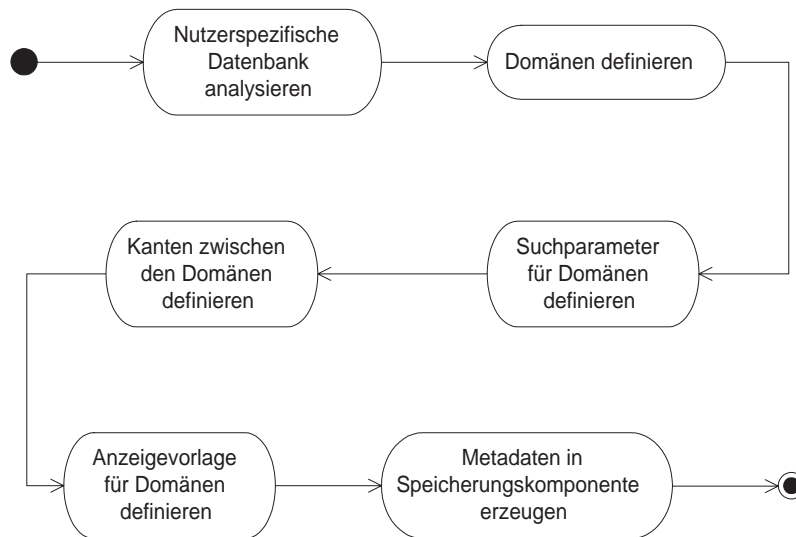 Nutzerspezifische
Datenbank
analysieren
Domänen definieren
Suchparameter
für Domänen
definieren
Kanten zwischen
den Domänen
definieren
Anzeigevorlage
für Domänen
definieren
Metadaten in
Speicherungskomponente
erzeugen